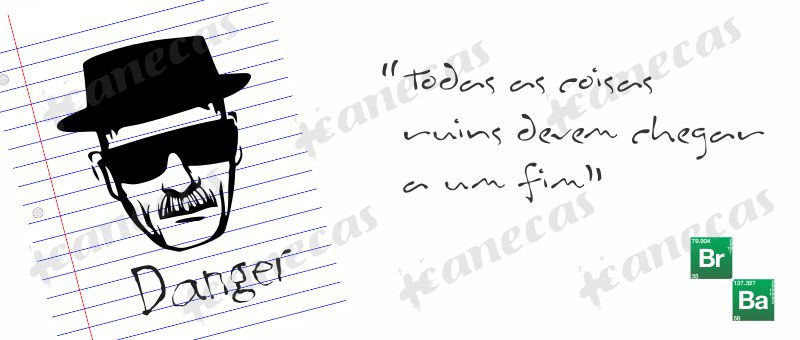 "Todas as coisas
ruins devem chegar
a um fim"
Danger
79.904
Br
35
137.327
Ba
56
+canecas
+canecas
+canecas
+canecas
+canecas
+canecas
+canecas